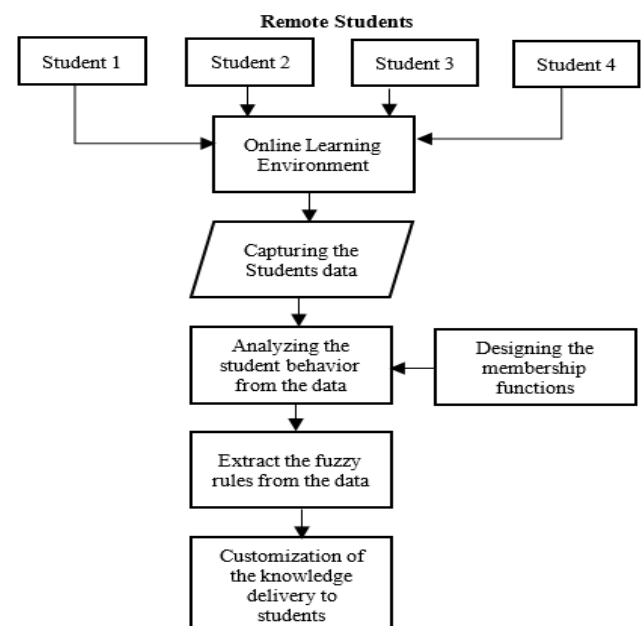 Remote Students
Student 1
Student 2
Student 3
Student 4
Online Learning
Environment
Capturing the
Students data
Analyzing the
student behavior
from the data
Designing the
membership
functions
Extract the fuzzy
rules from the data
Customization of
the knowledge
delivery to
students